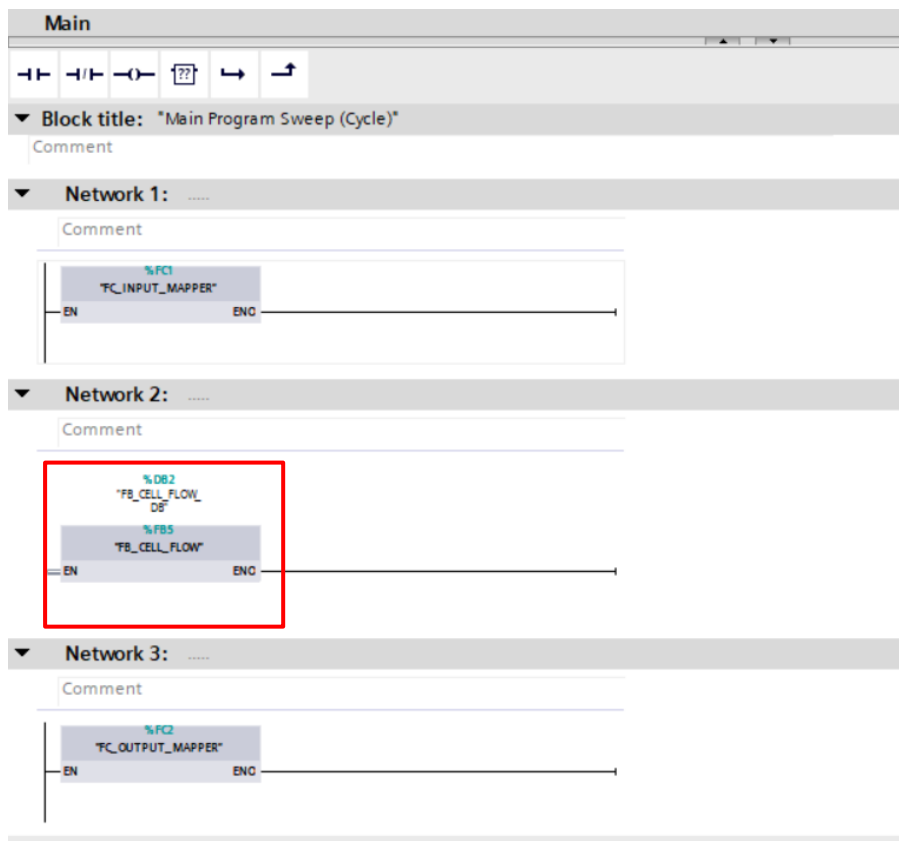 Main
??
Block title: "Main Program Sweep (Cycle)"
Comment
Network 1: .....
Comment
%FC1
"FC_INPUT_MAPPER"
EN ENO
Network 2: .....
Comment
%DB2
"FB_CELL_FLOW_
DB"
%FB5
"FB_CELL_FLOW"
EN ENO
Network 3: .....
Comment
%FC2
"FC_OUTPUT_MAPPER"
EN ENO